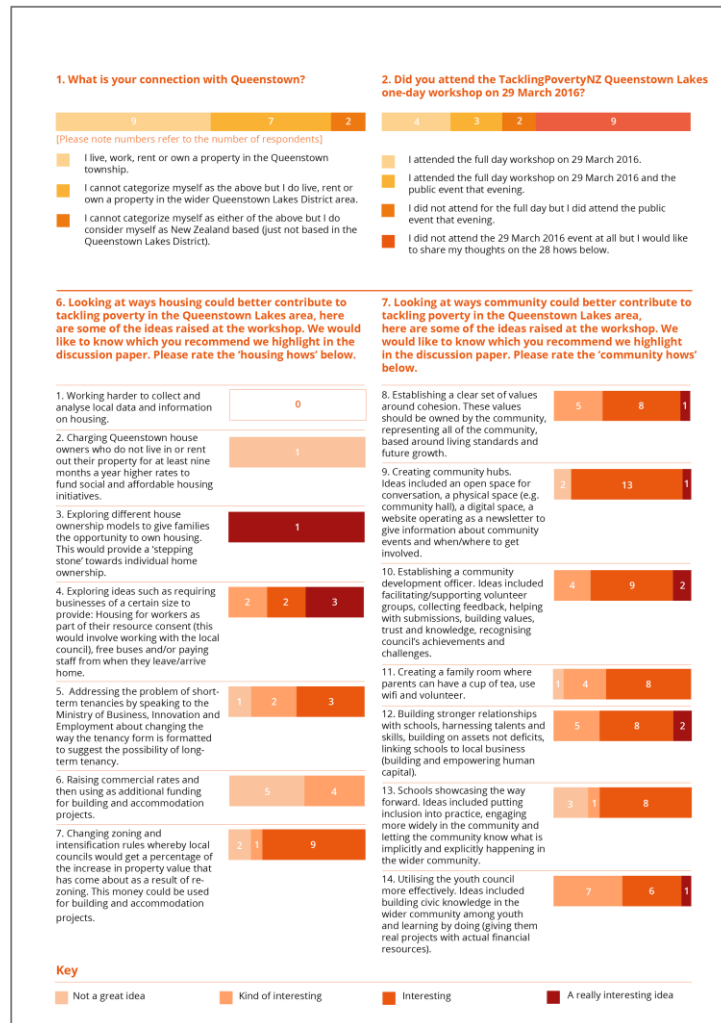 1. What is your connection with Queenstown?
9 7 2
[Please note numbers refer to the number of respondents]
I live, work, rent or own a property in the Queenstown
township.
I cannot categorize myself as the above but I do live, rent or
own a property in the wider Queenstown Lakes District area.
I cannot categorize myself as either of the above but I do
consider myself as New Zealand based (just not based in the
Queenstown Lakes District).
2. Did you attend the TacklingPovertyNZ Queenstown Lakes
one-day workshop on 29 March 2016?
4 3 2 9
I attended the full day workshop on 29 March 2016.
I attended the full day workshop on 29 March 2016 and the
public event that evening.
I did not attend for the full day but I did attend the public
event that evening.
I did not attend the 29 March 2016 event at all but I would like
to share my thoughts on the 28 hows below.
6. Looking at ways housing could better contribute to
tackling poverty in the Queenstown Lakes area, here
are some of the ideas raised at the workshop. We would
like to know which you recommend we highlight in the
discussion paper. Please rate the ‘housing hows’ below.
1. Working harder to collect and
analyse local data and information
on housing.
0
2. Charging Queenstown house
owners who do not live in or rent
out their property for at least nine
months a year higher rates to
fund social and affordable housing
initiatives.
1
3. Exploring different house
ownership models to give families
the opportunity to own housing.
This would provide a ‘stepping
stone’ towards individual home
ownership.
1
4. Exploring ideas such as requiring
businesses of a certain size to
provide: Housing for workers as
part of their resource consent (this
would involve working with the local
council), free buses and/or paying
staff from when they leave/arrive
home.
2 2 3
5. Addressing the problem of short-
term tenancies by speaking to the
Ministry of Business, Innovation and
Employment about changing the
way the tenancy form is formatted
to suggest the possibility of long-
term tenancy.
1 2 3
6. Raising commercial rates and
then using as additional funding
for building and accommodation
projects.
5 4
7. Changing zoning and
intensification rules whereby local
councils would get a percentage of
the increase in property value that
has come about as a result of re-
zoning. This money could be used
for building and accommodation
projects.
2 1 9
7. Looking at ways community could better contribute to
tackling poverty in the Queenstown Lakes area,
here are some of the ideas raised at the workshop. We
would like to know which you recommend we highlight
in the discussion paper. Please rate the ‘community hows’
below.
8. Establishing a clear set of values
around cohesion. These values
should be owned by the community,
representing all of the community,
based around living standards and
future growth.
5 8 1
9. Creating community hubs.
Ideas included an open space for
conversation, a physical space (e.g.
community hall), a digital space, a
website operating as a newsletter to
give information about community
events and when/where to get
involved.
2 13 1
10. Establishing a community
development officer. Ideas included
facilitating/supporting volunteer
groups, collecting feedback, helping
with submissions, building values,
trust and knowledge, recognising
council’s achievements and
challenges.
4 9 2
11. Creating a family room where
parents can have a cup of tea, use
wifi and volunteer.
1 4 8
12. Building stronger relationships
with schools, harnessing talents and
skills, building on assets not deficits,
linking schools to local business
(building and empowering human
capital).
5 8 2
13. Schools showcasing the way
forward. Ideas included putting
inclusion into practice, engaging
more widely in the community and
letting the community know what is
implicitly and explicitly happening in
the wider community.
3 1 8
14. Utilising the youth council
more effectively. Ideas included
building civic knowledge in the
wider community among youth
and learning by doing (giving them
real projects with actual financial
resources).
7 6 1
Key
Not a great idea
Kind of interesting
Interesting
A really interesting idea